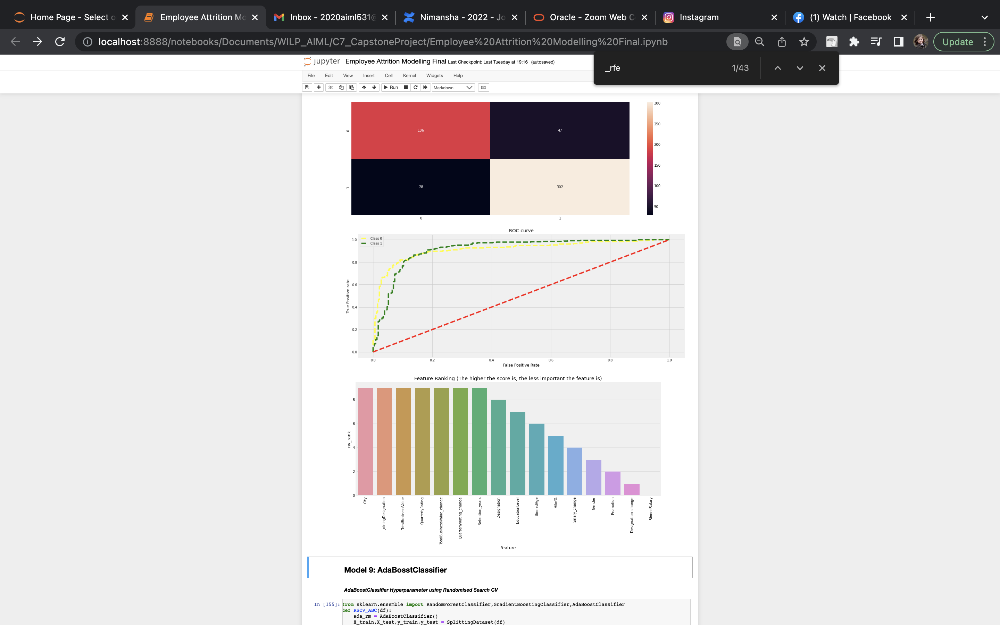 Home Page - Select o
Employee Attrition Mo
Inbox - 2020aiml531@
Nimansha - 2022 - Jo
Oracle - Zoom Web C
Instagram
(1) Watch | Facebook
localhost:8888/notebooks/Documents/WILP_AIML/C7_CapstoneProject/Employee%20Attrition%20Modelling%20Final.ipynb
Update
_rfe 1/43
jupyter Employee Attrition Modelling Final Last Checkpoint: Last Tuesday at 19:16 (autosaved)
File Edit View Insert Cell Kernel Widgets Help
Run Markdown
300
250
200
150
100
50
0
186 47
1
28 302
0 1
ROC curve
Class 0
Class 1
1.0
0.8
0.6
0.4
0.2
0.0
True Positive rate
0.0 0.2 0.4 0.6 0.8 1.0
False Positive Rate
Feature Ranking (The higher the score is, the less important the feature is)
8
6
4
2
0
inv_rank
City
JoiningDesignation
TotalBusinessValue
QuarterlyRating
TotalBusinessValue_change
QuarterlyRating_change
Retention_years
Designation
EducationLevel
BinnedAge
Hike%
Salary_change
Gender
Promotion
Designation_change
BinnedSalary
Feature
Model 9: AdaBosstClassifier
AdaBoostClassifier Hyperparameter using Randomised Search CV
In [155]: from sklearn.ensemble import RandomForestClassifier,GradientBoostingClassifier,AdaBoostClassifier
def RSCV_ABC(df):
ada_rm = AdaBoostClassifier()
X_train,X_test,y_train,y_test = SplittingDataset(df)